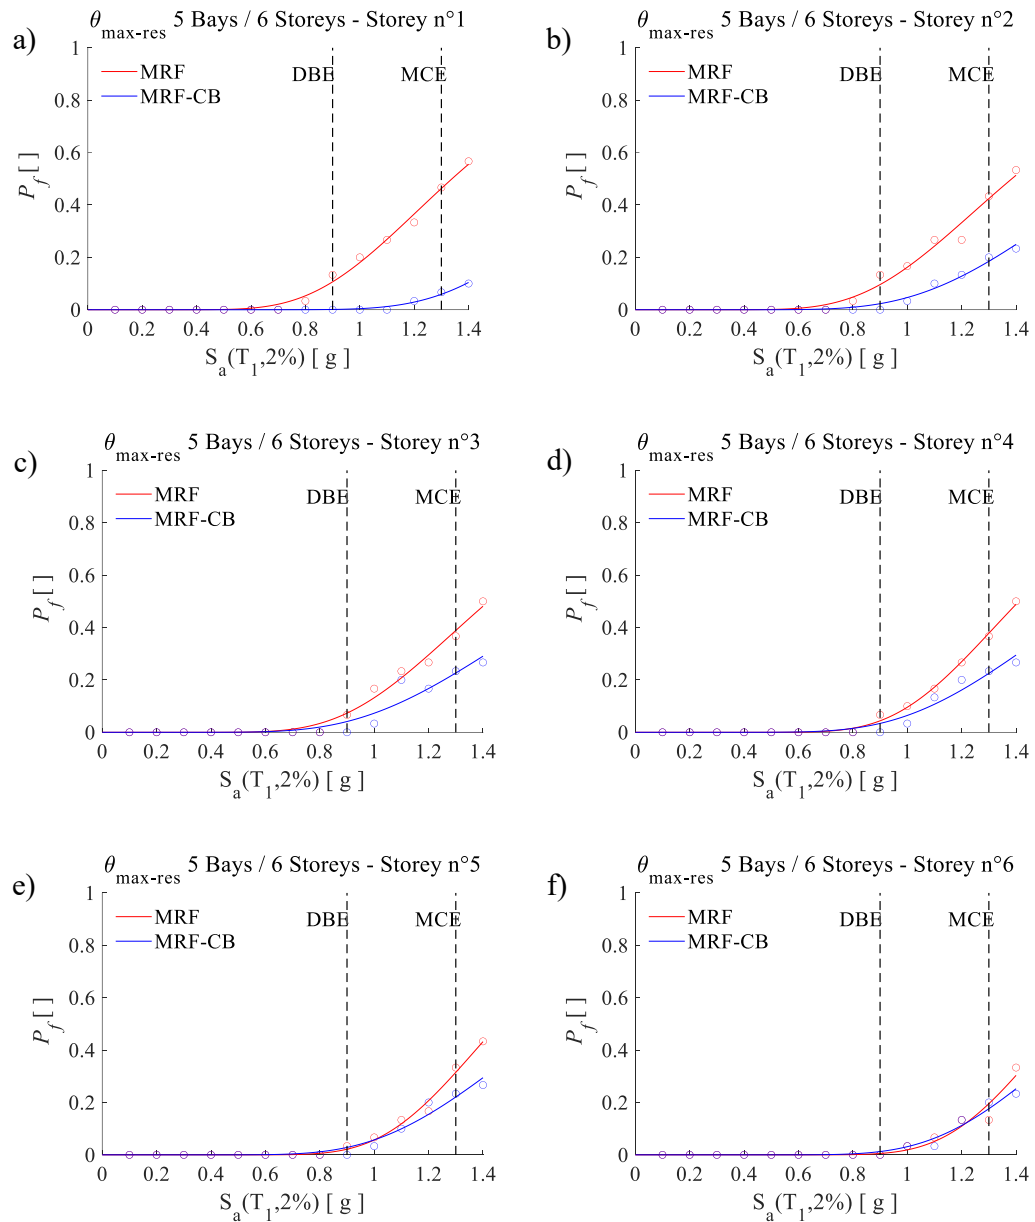 a)
θmax-res 5 Bays / 6 Storeys - Storey n°1
1
0.8
0.6
0.4
0.2
0
Pf [ ]
MRF
MRF-CB
DBE
MCE
0 0.2 0.4 0.6 0.8 1 1.2 1.4
Sa(T1,2%) [ g ]
b)
θmax-res 5 Bays / 6 Storeys - Storey n°2
1
0.8
0.6
0.4
0.2
0
Pf [ ]
MRF
MRF-CB
DBE
MCE
0 0.2 0.4 0.6 0.8 1 1.2 1.4
Sa(T1,2%) [ g ]
c)
θmax-res 5 Bays / 6 Storeys - Storey n°3
1
0.8
0.6
0.4
0.2
0
Pf [ ]
MRF
MRF-CB
DBE
MCE
0 0.2 0.4 0.6 0.8 1 1.2 1.4
Sa(T1,2%) [ g ]
d)
θmax-res 5 Bays / 6 Storeys - Storey n°4
1
0.8
0.6
0.4
0.2
0
Pf [ ]
MRF
MRF-CB
DBE
MCE
0 0.2 0.4 0.6 0.8 1 1.2 1.4
Sa(T1,2%) [ g ]
e)
θmax-res 5 Bays / 6 Storeys - Storey n°5
1
0.8
0.6
0.4
0.2
0
Pf [ ]
MRF
MRF-CB
DBE
MCE
0 0.2 0.4 0.6 0.8 1 1.2 1.4
Sa(T1,2%) [ g ]
f)
θmax-res 5 Bays / 6 Storeys - Storey n°6
1
0.8
0.6
0.4
0.2
0
Pf [ ]
MRF
MRF-CB
DBE
MCE
0 0.2 0.4 0.6 0.8 1 1.2 1.4
Sa(T1,2%) [ g ]